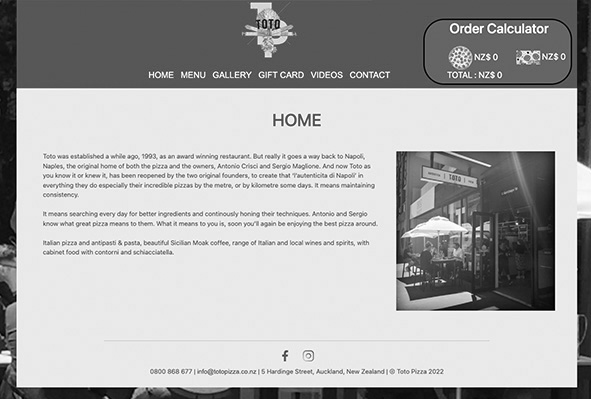 TOTO
Order Calculator
NZ$ 0 NZ$ 0
TOTAL : NZ$ 0
HOME MENU GALLERY GIFT CARD VIDEOS CONTACT
HOME
Toto was established a while ago, 1993, as an award winning restaurant. But really it goes a way back to Napoli,
Naples, the original home of both the pizza and the owners, Antonio Crisci and Sergio Maglione. And now Toto as
you know it or knew it, has been reopened by the two original founders, to create that '1'autenticita di Napoli' in
everything they do especially their incredible pizzas by the metre, or by kilometre some days. It means maintaining
consistency.
It means searching every day for better ingredients and continously honing their techniques. Antonio and Sergio
know what great pizza means to them. What it means to you is, soon you'll again be enjoying the best pizza around.
Italian pizza and antipasti & pasta, beautiful Sicilian Moak coffee, range of Italian and local wines and spirits, with
cabinet food with contorni and schiacciatella.
TOTO
0800 868 677 | info@totopizza.co.nz | 5 Hardinge Street, Auckland, New Zealand | © Toto Pizza 2022